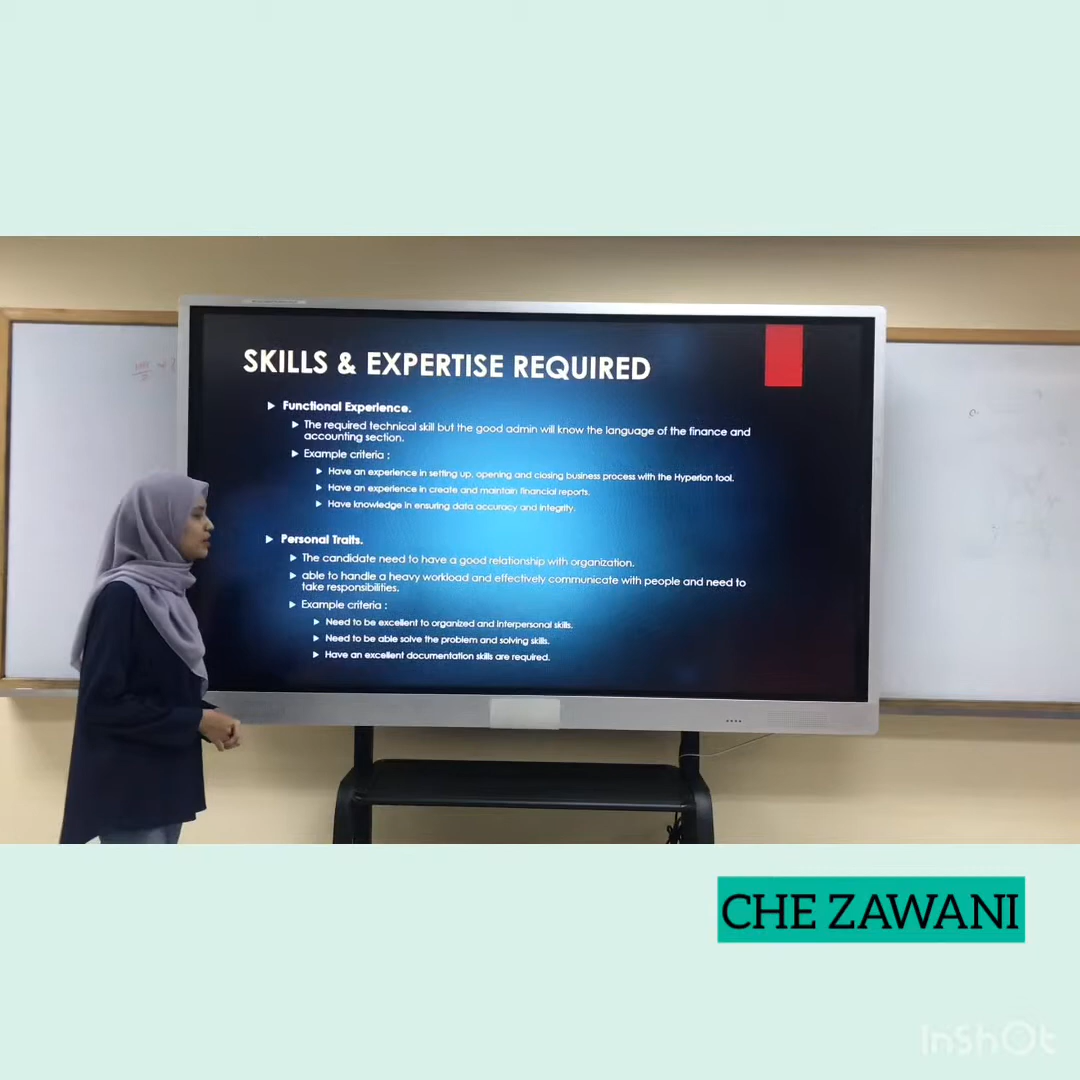 SKILLS & EXPERTISE REQUIRED
Functional Experience.
The required technical skill but the good admin will know the language of the finance and
accounting section.
Example criteria :
Have an experience in setting up, opening and closing business process with the Hyperion tool.
Have an experience in create and maintain financial reports.
Have knowledge in ensuring data accuracy and integrity.
Personal Traits.
The candidate need to have a good relationship with organization.
able to handle a heavy workload and effectively communicate with people and need to
take responsibilities.
Example criteria :
Need to be excellent to organized and interpersonal skills.
Need to be able solve the problem and solving skills.
Have an excellent documentation skills are required.
CHE ZAWANI
InShOt